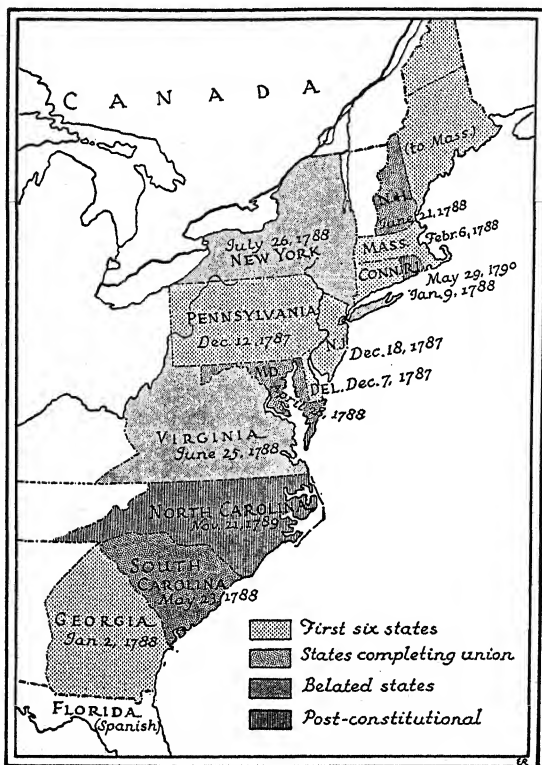 CANADA
(to Mass.)
N.H.
June 21, 1788
July 26, 1788
NEW YORK
MASS.
Febr. 6, 1788
CONN.
R.I.
May 29, 1790
Jan. 9, 1788
PENNSYLVANIA
Dec. 12, 1787
N.J.
Dec. 18, 1787
MD.
1788
DEL. Dec. 7, 1787
VIRGINIA
June 25, 1788
NORTH CAROLINA
Nov. 21, 1789
SOUTH
CAROLINA
May 23, 1788
GEORGIA
Jan. 2, 1788
FLORIDA
(Spanish)
First six states
States completing union
Belated states
Post-constitutional